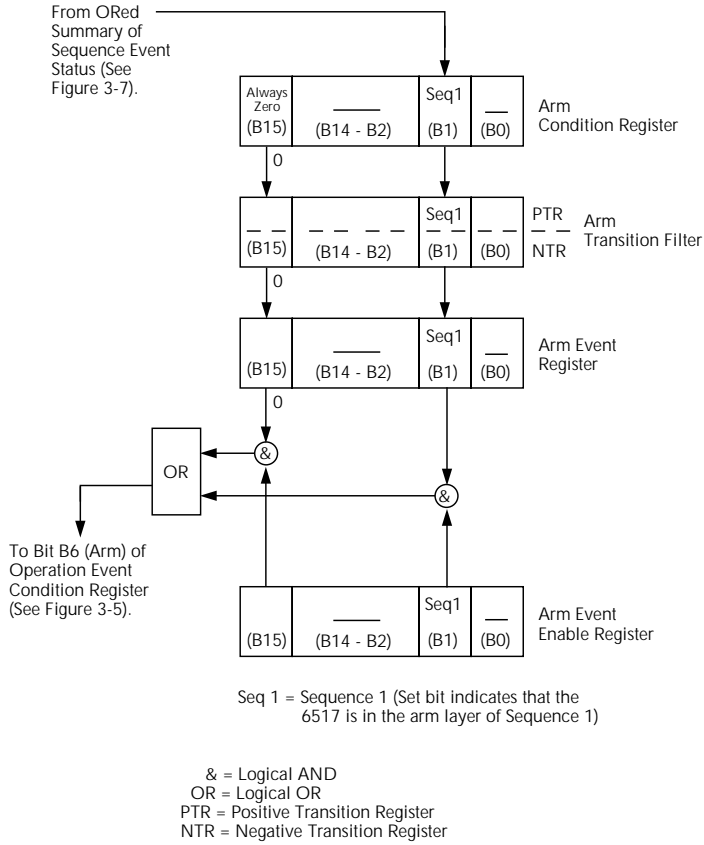 From ORed
Summary of
Sequence Event
Status (See
Figure 3-7).
Always
Zero
(B15)
(B14 - B2)
Seq1
(B1)
(B0)
Arm
Condition Register
0
(B15)
(B14 - B2)
Seq1
(B1)
(B0)
PTR
NTR
Arm
Transition Filter
0
(B15)
(B14 - B2)
Seq1
(B1)
(B0)
Arm Event
Register
0
&
OR
&
To Bit B6 (Arm) of
Operation Event
Condition Register
(See Figure 3-5).
(B15)
(B14 - B2)
Seq1
(B1)
(B0)
Arm Event
Enable Register
Seq 1 = Sequence 1 (Set bit indicates that the
6517 is in the arm layer of Sequence 1)
& = Logical AND
OR = Logical OR
PTR = Positive Transition Register
NTR = Negative Transition Register